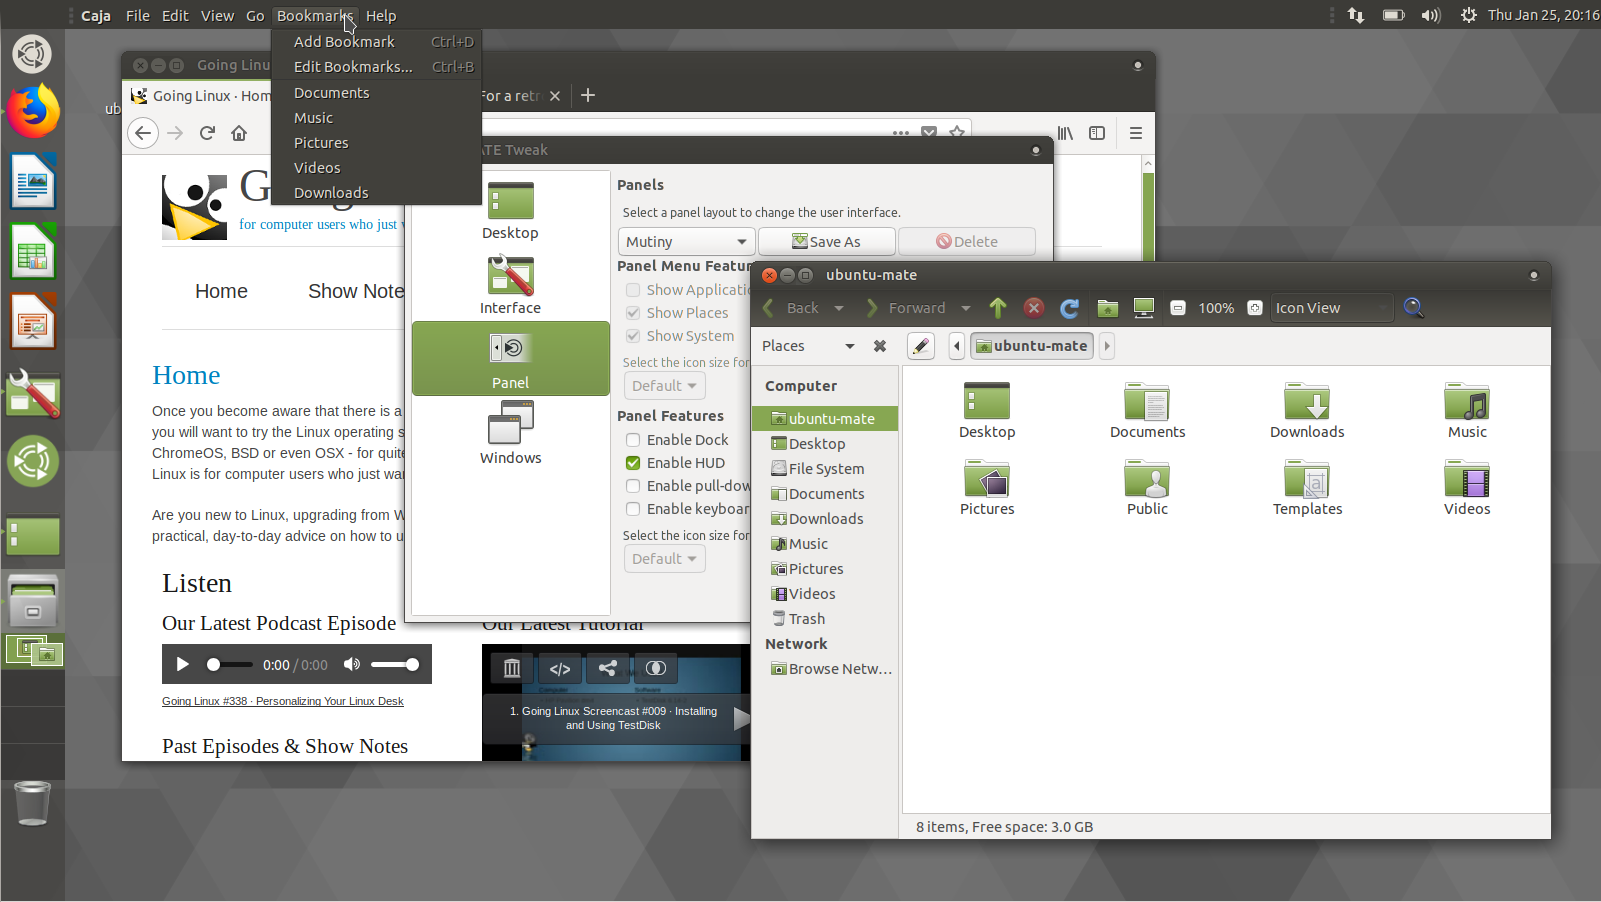 Caja File Edit View Go Bookmarks Help
Thu Jan 25, 20:16
Add Bookmark Ctrl+D
Edit Bookmarks... Ctrl+B
Documents
Music
Pictures
Videos
Downloads
Going Linu
Going Linux · Hom
For a retr
ub
G
for computer users who just
Home Show Note
Home
Once you become aware that there is a
you will want to try the Linux operating s
ChromeOS, BSD or even OSX - for quite
Linux is for computer users who just wan
Are you new to Linux, upgrading from W
practical, day-to-day advice on how to u
Listen
Our Latest Podcast Episode
0:00 / 0:00
Going Linux #338 · Personalizing Your Linux Desk
Past Episodes & Show Notes
Our Latest Tutorial
1. Going Linux Screencast #009 · Installing
and Using TestDisk
ATE Tweak
Desktop
Interface
Panel
Windows
Panels
Select a panel layout to change the user interface.
Mutiny Save As Delete
Panel Menu Featur
Show Applicatio
Show Places
Show System
Select the icon size for
Default
Panel Features
Enable Dock
Enable HUD
Enable pull-dow
Enable keyboar
Select the icon size for
Default
ubuntu-mate
Back Forward 100% Icon View
Places ubuntu-mate
Computer
ubuntu-mate
Desktop
File System
Documents
Downloads
Music
Pictures
Videos
Trash
Network
Browse Netw...
Desktop Documents Downloads Music
Pictures Public Templates Videos
8 items, Free space: 3.0 GB